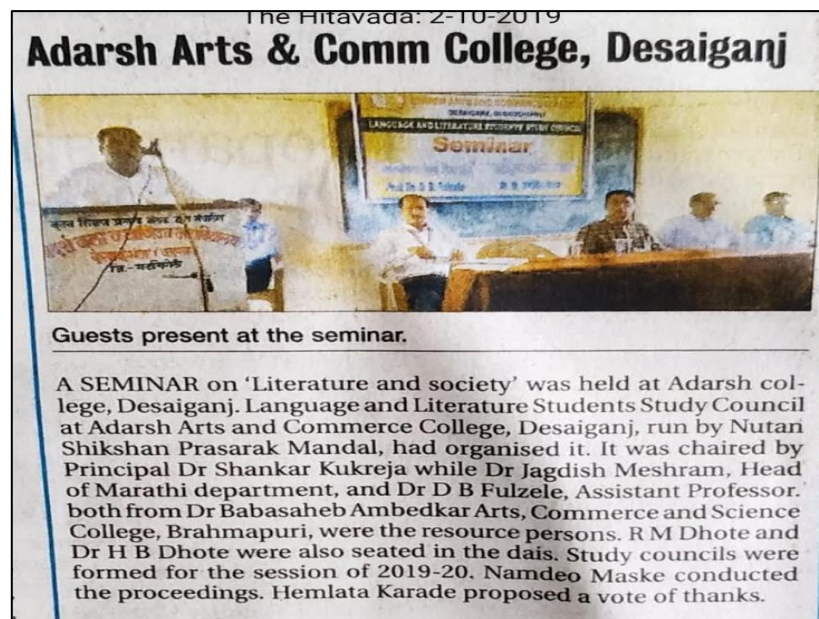 The Hitavada: 2-10-2019
Adarsh Arts & Comm College, Desaiganj
LANGUAGE AND LITERATURE STUDENTS STUDY COUNCIL
Seminar
Guests present at the seminar.
A SEMINAR on 'Literature and society' was held at Adarsh col-
lege, Desaiganj. Language and Literature Students Study Council
at Adarsh Arts and Commerce College, Desaiganj, run by Nutan
Shikshan Prasarak Mandal, had organised it. It was chaired by
Principal Dr Shankar Kukreja while Dr Jagdish Meshram, Head
of Marathi department, and Dr D B Fulzele, Assistant Professor.
both from Dr Babasaheb Ambedkar Arts, Commerce and Science
College, Brahmapuri, were the resource persons. R M Dhote and
Dr H B Dhote were also seated in the dais. Study councils were
formed for the session of 2019-20. Namdeo Maske conducted
the proceedings. Hemlata Karade proposed a vote of thanks.